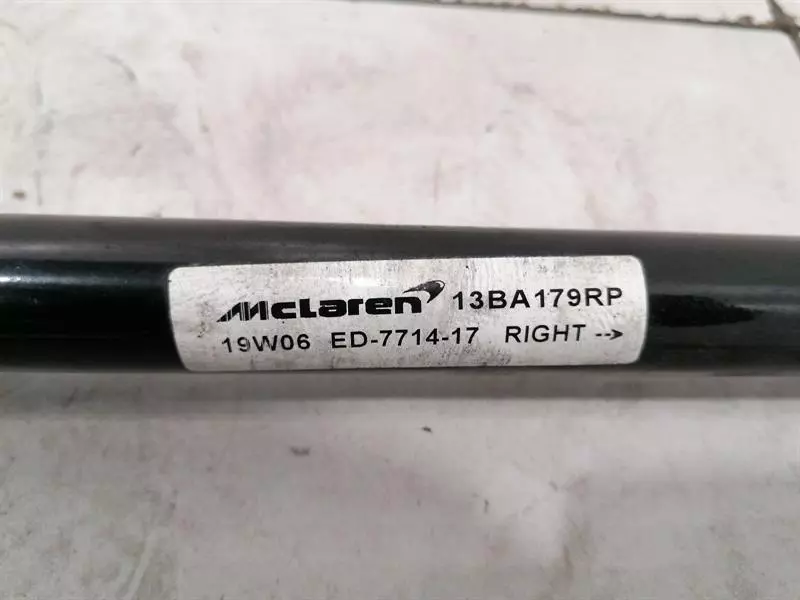 McLaren 13BA179RP
19W06 ED-7714-17 RIGHT -->